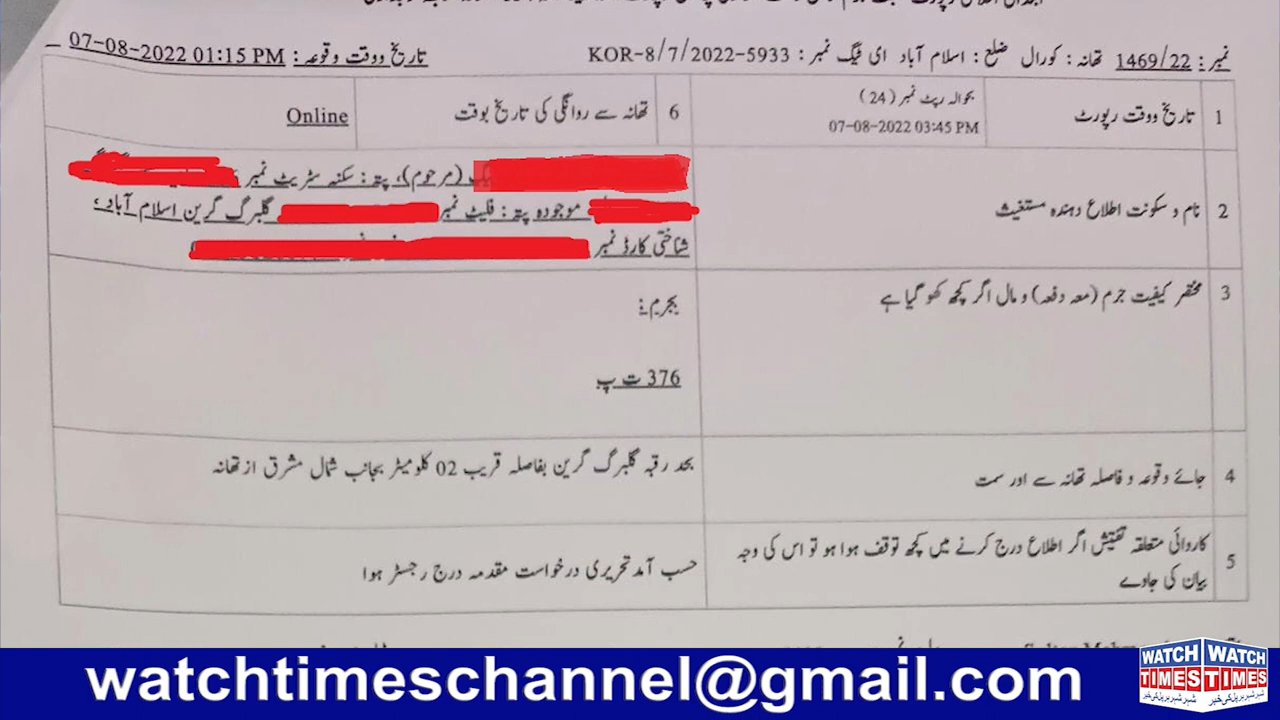 نمبر: 1469/22 تھانہ: کورال ضلع: اسلام آباد ای ٹیگ نمبر: KOR-8/7/2022-5933 تاریخ ووقت وقوعہ: 07-08-2022 01:15 PM
1 تاریخ ووقت رپورٹ بحوالہ رپٹ نمبر (24) 6 تھانہ سے روانگی کی تاریخ بوقت Online
07-08-2022 03:45 PM
2 نام و سکونت اطلاع دہندہ مستغیث
(مرحوم)، پتہ: سکنہ سٹریٹ نمبر
موجودہ پتہ: فلیٹ نمبر گلبرگ گرین اسلام آباد،
شناختی کارڈ نمبر
3 مختصر کیفیت جرم (معہ دفعہ) و مال اگر کچھ کھو گیا ہے
بجرم:
376 ت پ
4 جائے وقوعہ و فاصلہ تھانہ سے اور سمت بحد رقبہ گلبرگ گرین بفاصلہ قریب 02 کلومیٹر بجانب شمال مشرق از تھانہ
5 کاروائی متعلقہ تفتیش اگر اطلاع درج کرنے میں کچھ توقف ہوا ہو تو اس کی وجہ
بیان کی جاوے
حسب آمد تحریری درخواست مقدمہ درج رجسٹر ہوا
watchtimeschannel@gmail.com
WATCH WATCH
TIMES TIMES